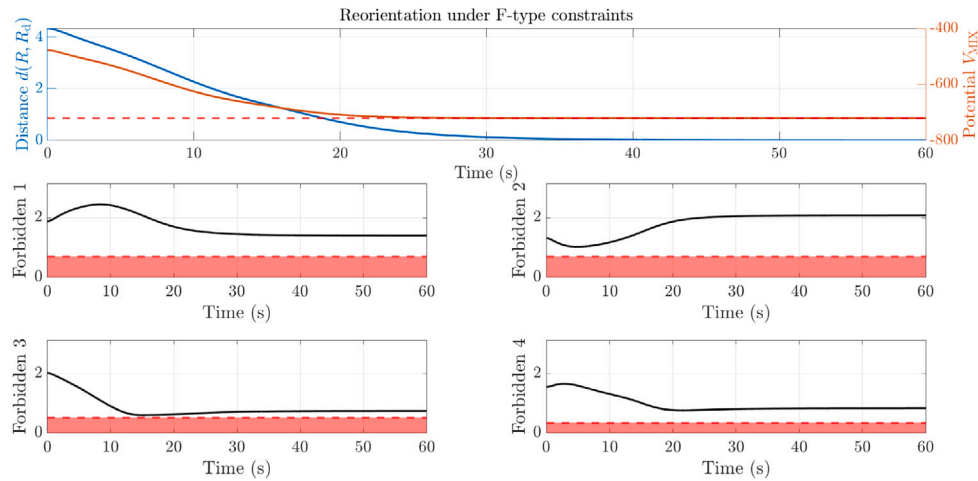 Reorientation under F-type constraints
Distance d(R, R_d)
4
2
0
-400
-600
-800
Potential V_MIX
0 10 20 30 40 50 60
Time (s)
Forbidden 1
2
0
0 10 20 30 40 50 60
Time (s)
Forbidden 2
2
0
0 10 20 30 40 50 60
Time (s)
Forbidden 3
2
0
0 10 20 30 40 50 60
Time (s)
Forbidden 4
2
0
0 10 20 30 40 50 60
Time (s)